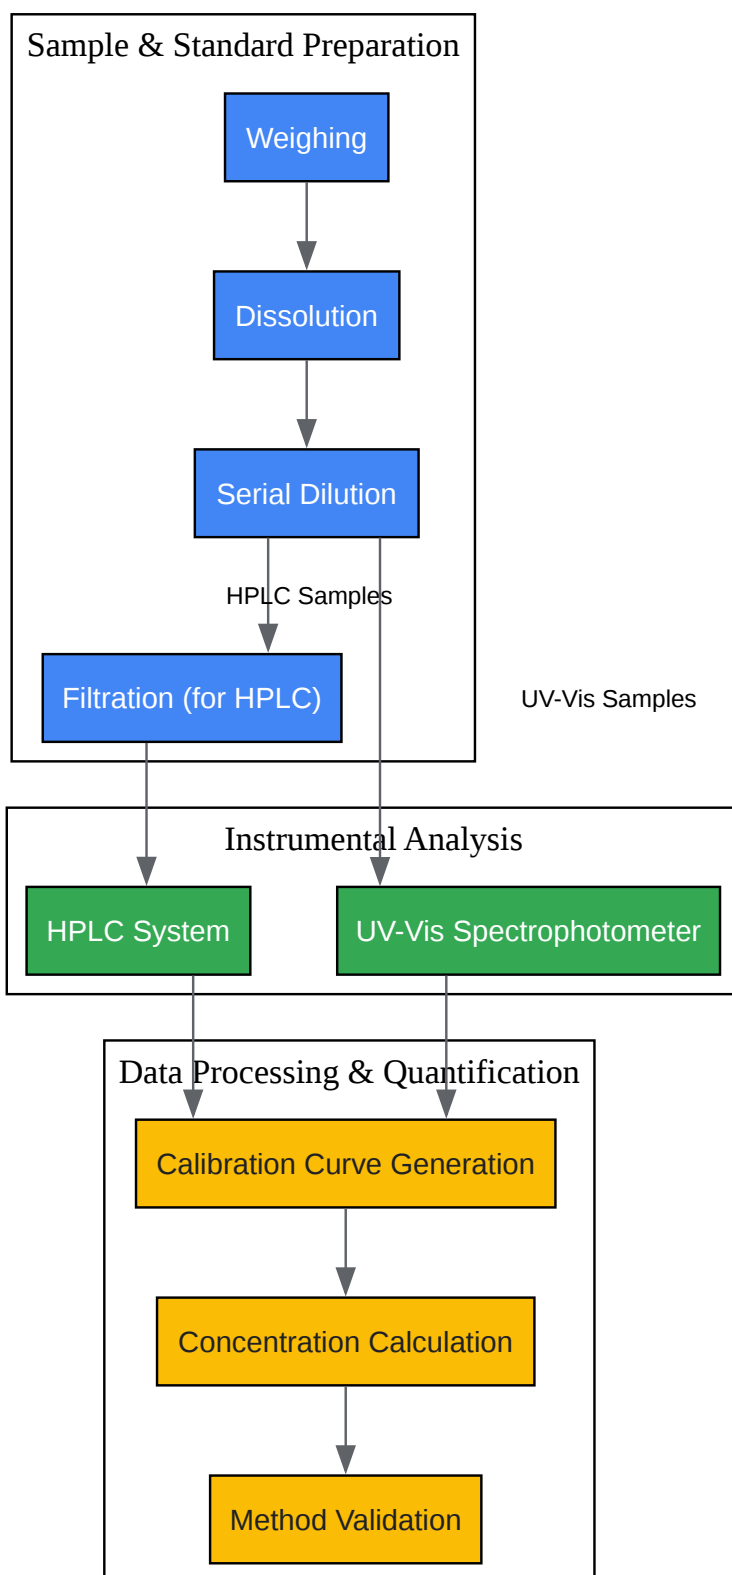 Sample & Standard Preparation
Weighing
Dissolution
Serial Dilution
HPLC Samples
Filtration (for HPLC)
UV-Vis Samples
Instrumental Analysis
HPLC System
UV-Vis Spectrophotometer
Data Processing & Quantification
Calibration Curve Generation
Concentration Calculation
Method Validation